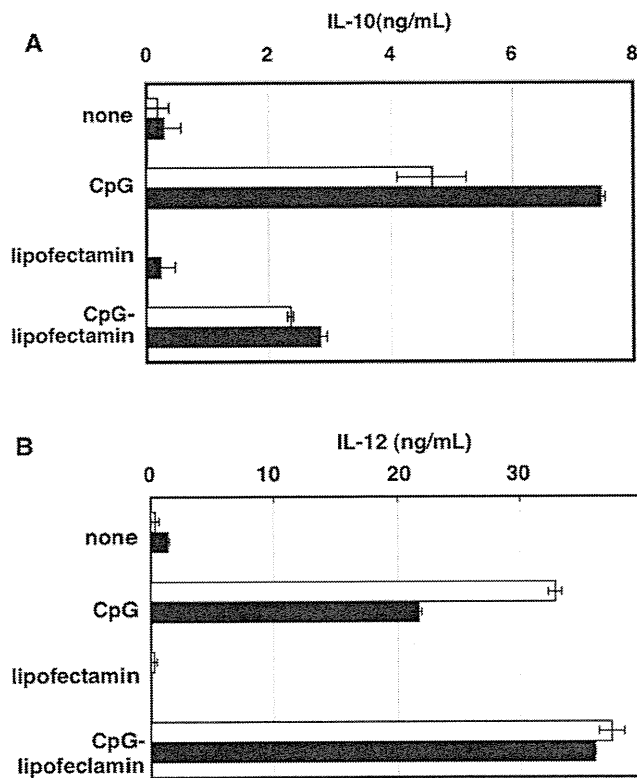 IL-10(ng/mL)
A
0 2 4 6 8
none
CpG
lipofectamin
CpG-
lipofectamin
B
IL-12 (ng/mL)
0 10 20 30
none
CpG
lipofectamin
CpG-
lipofeclamin